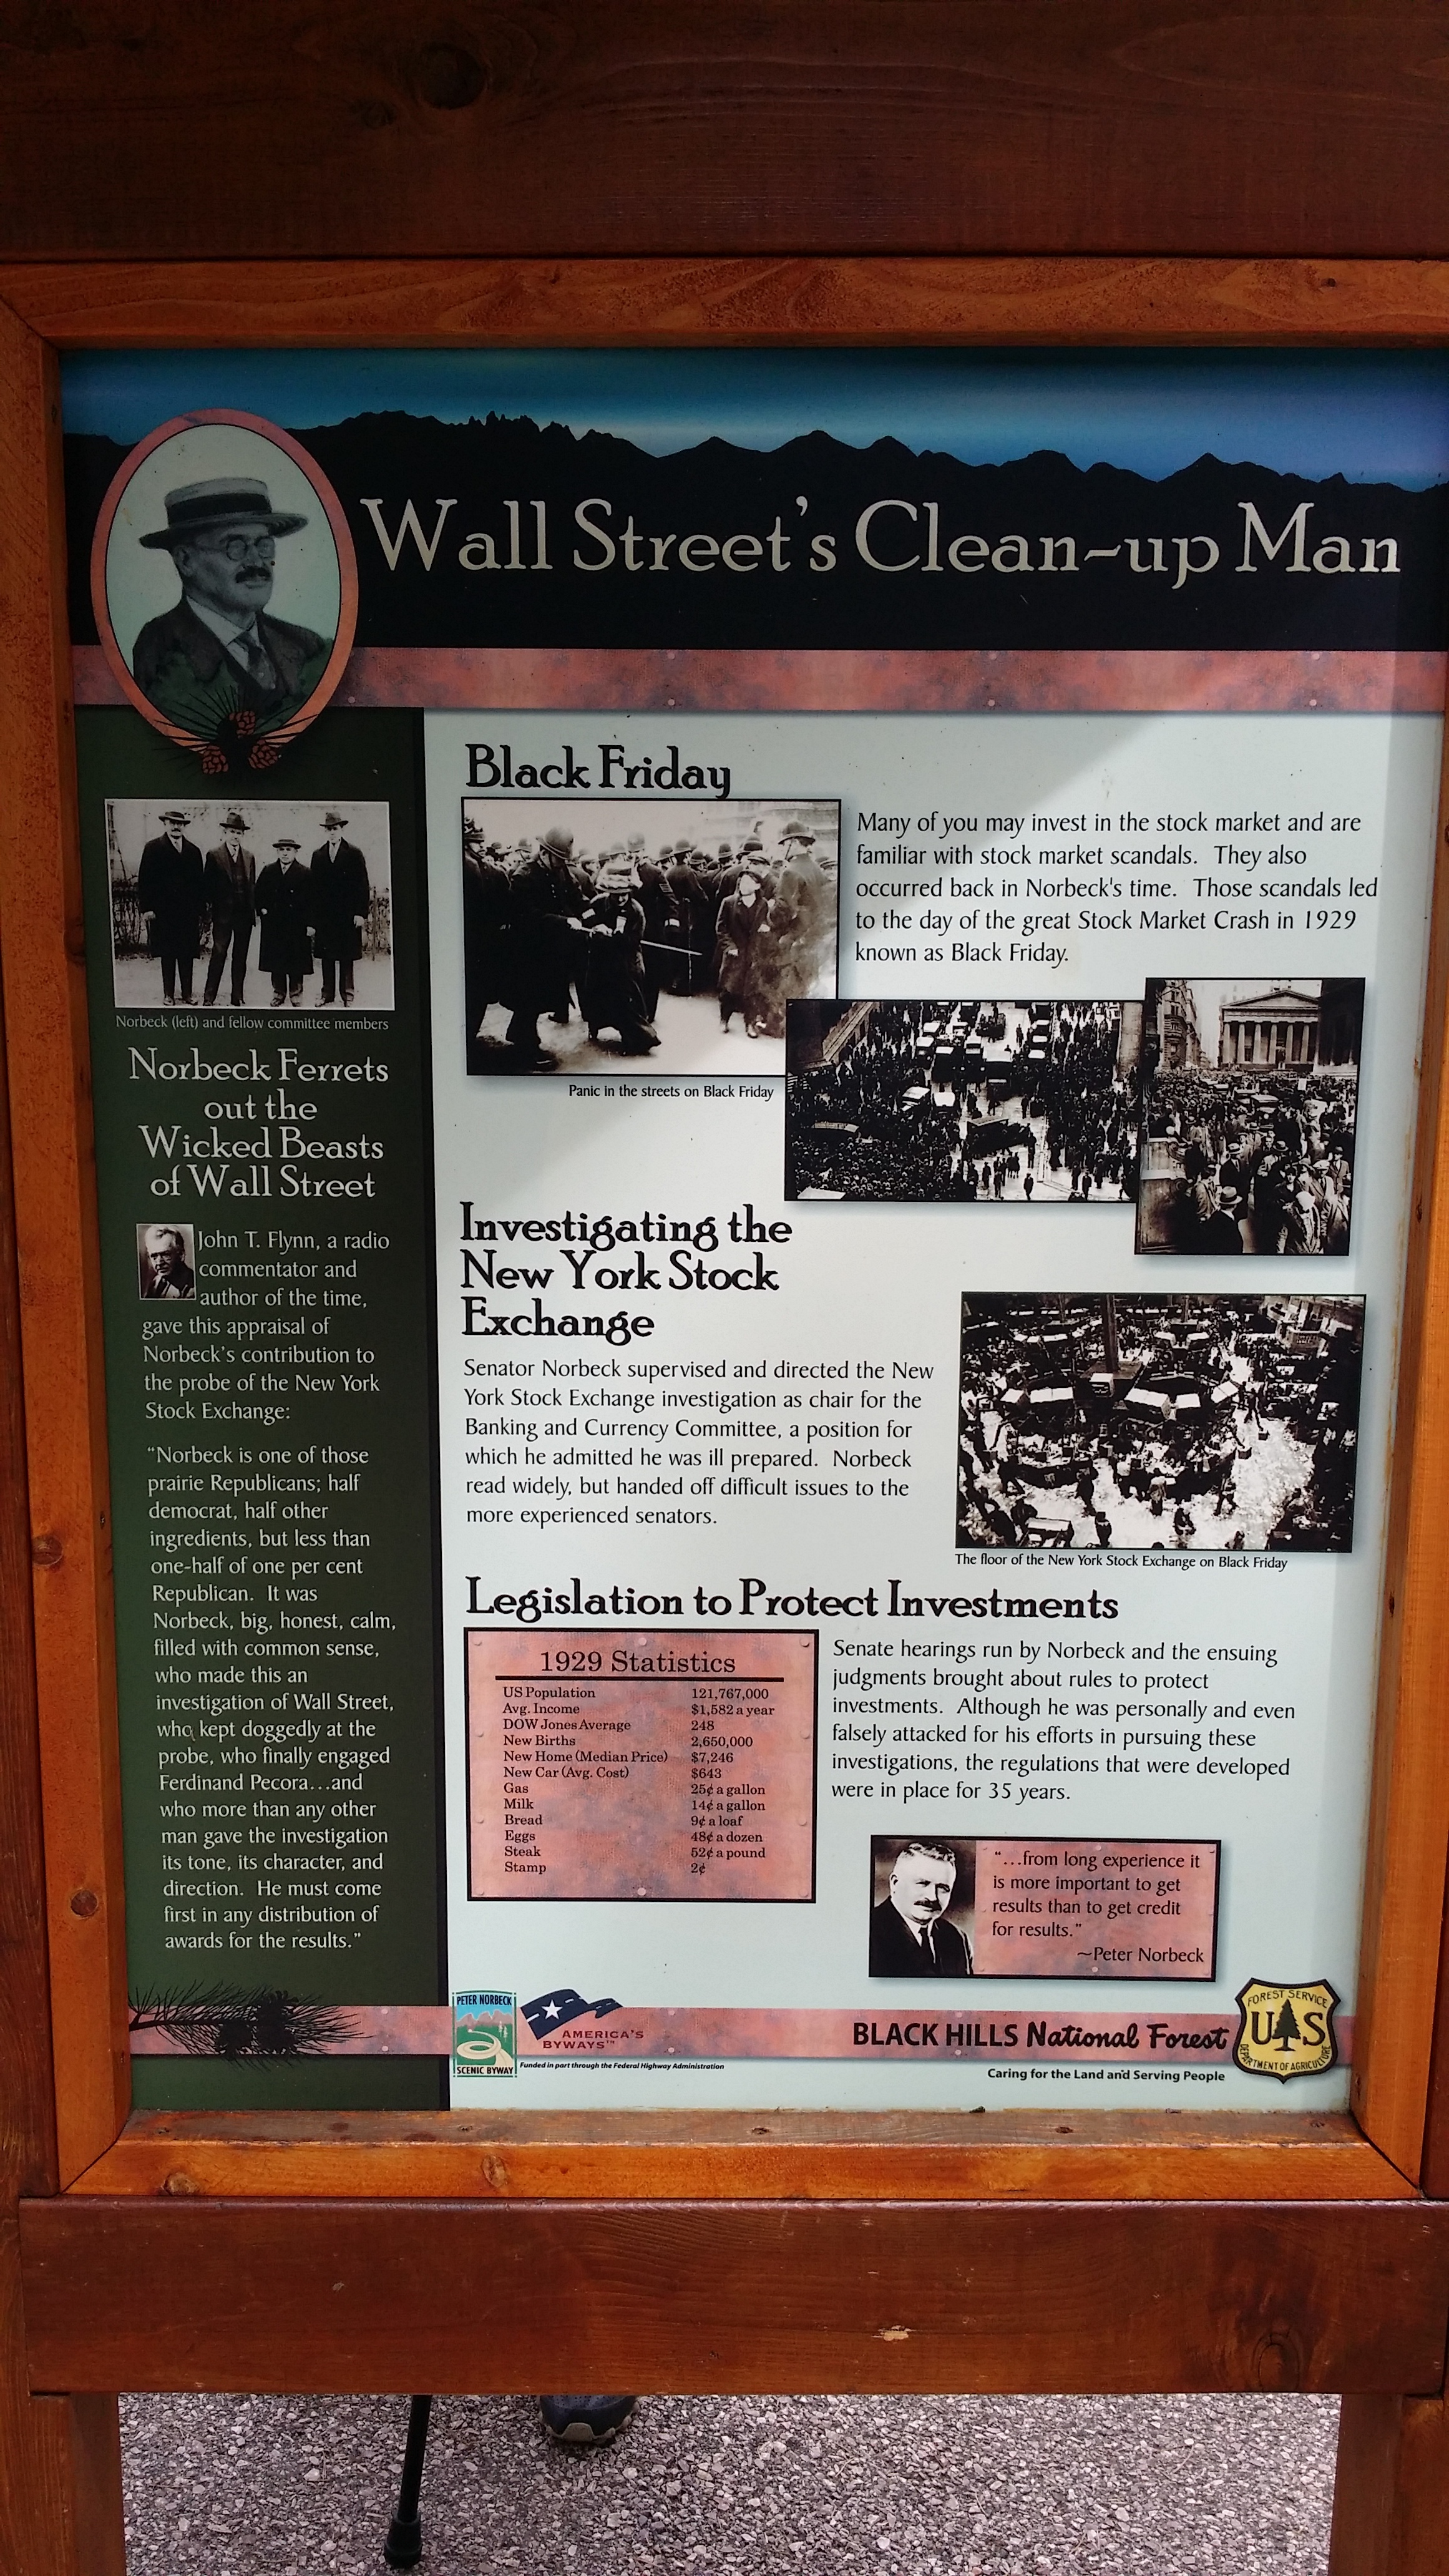 Wall Street's Clean-up Man
Norbeck (left) and fellow committee members
Norbeck Ferrets
out the
Wicked Beasts
of Wall Street
John T. Flynn, a radio
commentator and
author of the time,
gave this appraisal of
Norbeck's contribution to
the probe of the New York
Stock Exchange:
"Norbeck is one of those
prairie Republicans; half
democrat, half other
ingredients, but less than
one-half of one per cent
Republican. It was
Norbeck, big, honest, calm,
filled with common sense,
who made this an
investigation of Wall Street,
who kept doggedly at the
probe, who finally engaged
Ferdinand Pecora...and
who more than any other
man gave the investigation
its tone, its character, and
direction. He must come
first in any distribution of
awards for the results."
Black Friday
Many of you may invest in the stock market and are
familiar with stock market scandals. They also
occurred back in Norbeck's time. Those scandals led
to the day of the great Stock Market Crash in 1929
known as Black Friday.
Panic in the streets on Black Friday
Investigating the
New York Stock
Exchange
Senator Norbeck supervised and directed the New
York Stock Exchange investigation as chair for the
Banking and Currency Committee, a position for
which he admitted he was ill prepared. Norbeck
read widely, but handed off difficult issues to the
more experienced senators.
The floor of the New York Stock Exchange on Black Friday
Legislation to Protect Investments
1929 Statistics
US Population 121,767,000
Avg. Income $1,582 a year
DOW Jones Average 248
New Births 2,650,000
New Home (Median Price) $7,246
New Car (Avg. Cost) $643
Gas 25¢ a gallon
Milk 14¢ a gallon
Bread 9¢ a loaf
Eggs 48¢ a dozen
Steak 52¢ a pound
Stamp 2¢
Senate hearings run by Norbeck and the ensuing
judgments brought about rules to protect
investments. Although he was personally and even
falsely attacked for his efforts in pursuing these
investigations, the regulations that were developed
were in place for 35 years.
"...from long experience it
is more important to get
results than to get credit
for results."
~Peter Norbeck
PETER NORBECK
SCENIC BYWAY
AMERICA'S
BYWAYS™
Funded in part through the Federal Highway Administration
BLACK HILLS National Forest
Caring for the Land and Serving People
FOREST SERVICE
US
DEPARTMENT OF AGRICULTURE